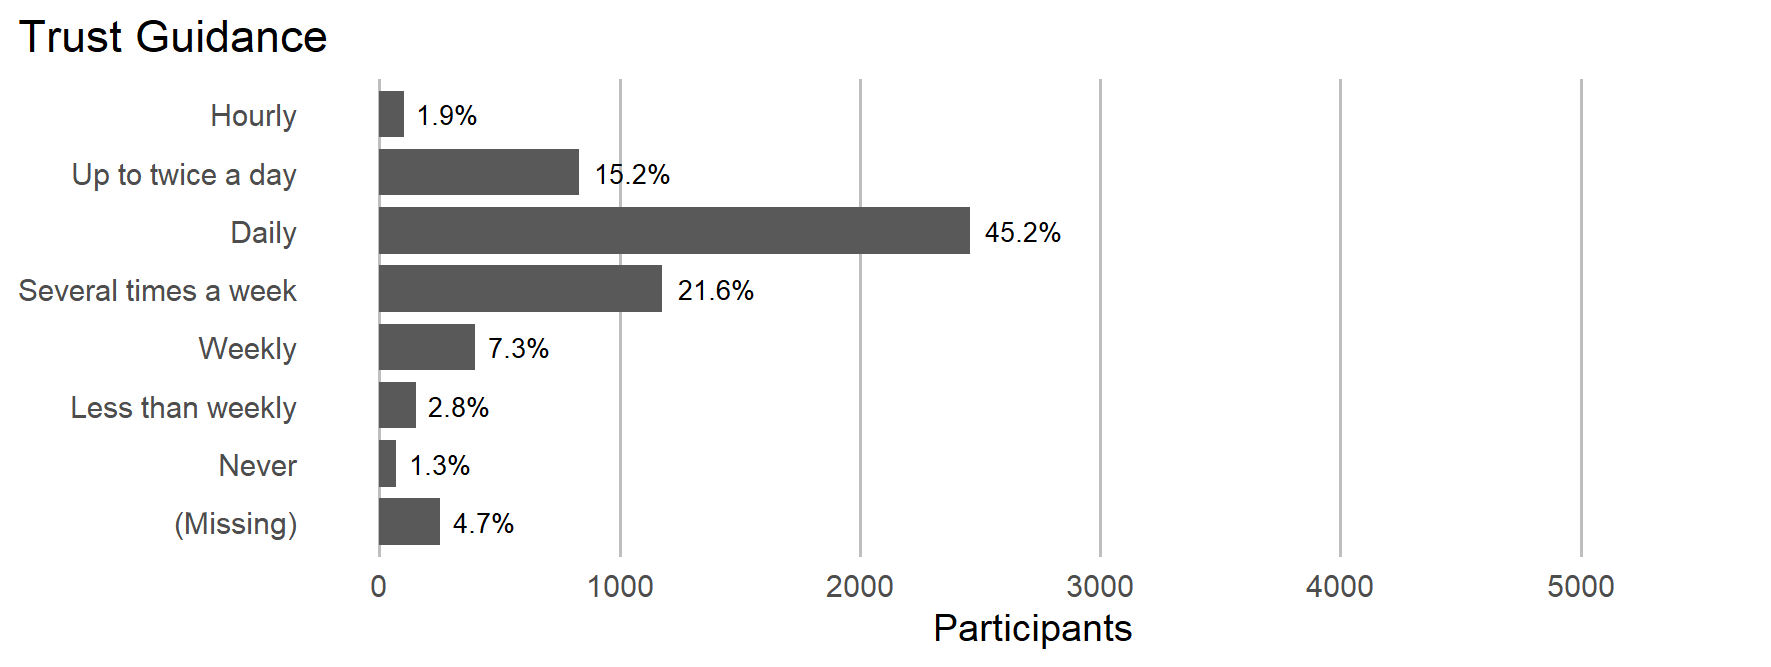 Trust Guidance
Hourly 1.9%
Up to twice a day 15.2%
Daily 45.2%
Several times a week 21.6%
Weekly 7.3%
Less than weekly 2.8%
Never 1.3%
(Missing) 4.7%
0 1000 2000 3000 4000 5000
Participants